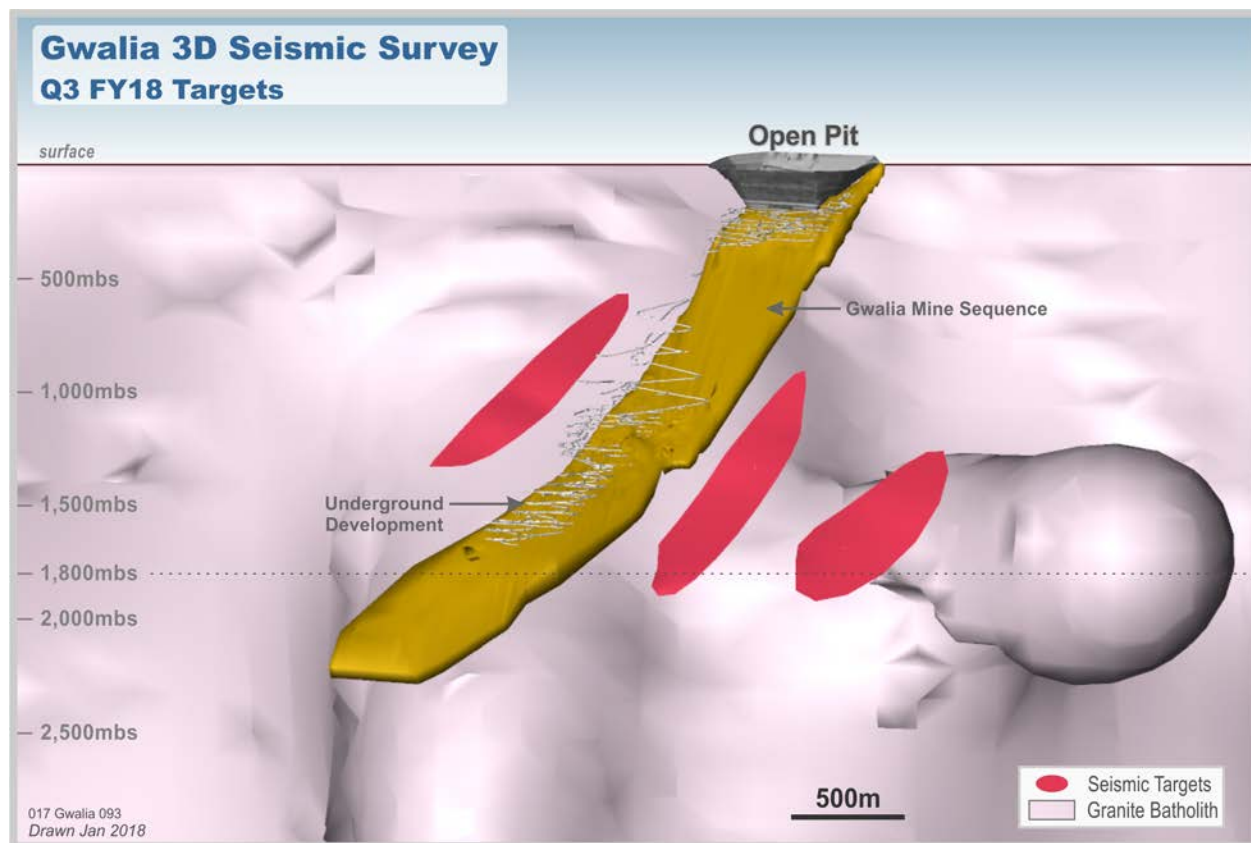 Gwalia 3D Seismic Survey
Q3 FY18 Targets
surface
Open Pit
500mbs
Gwalia Mine Sequence
1,000mbs
1,500mbs
Underground
Development
1,800mbs
2,000mbs
2,500mbs
500m
Seismic Targets
Granite Batholith
017 Gwalia 093
Drawn Jan 2018